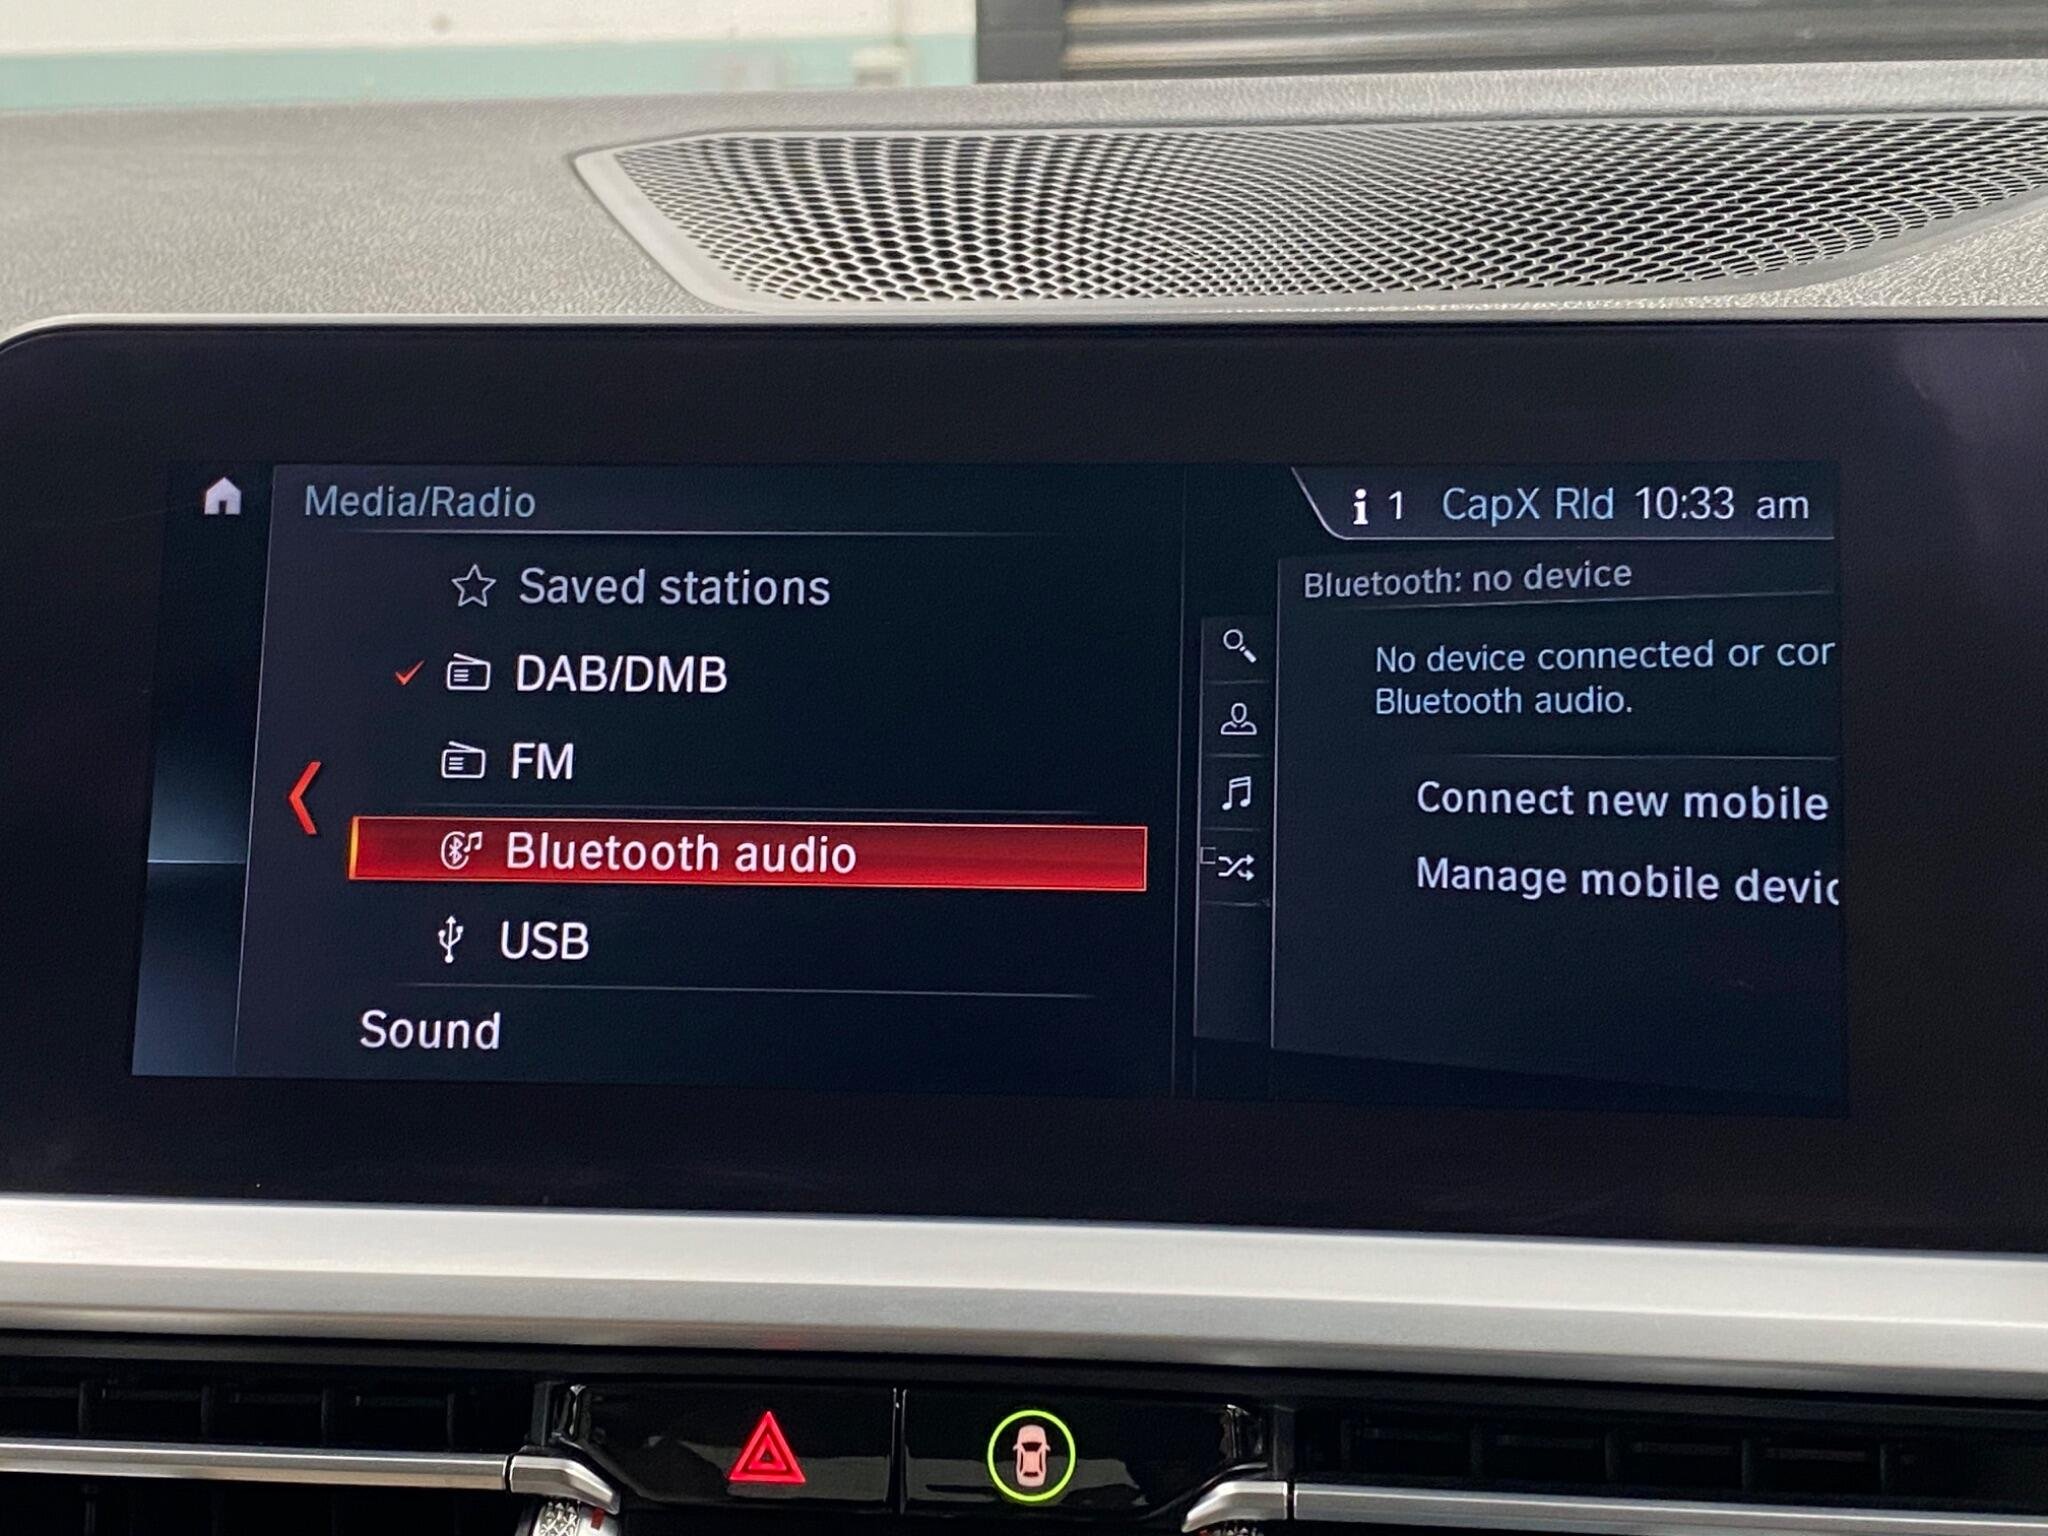 Media/Radio
i 1 CapX Rld 10:33 am
Saved stations
DAB/DMB
FM
Bluetooth audio
USB
Sound
Bluetooth: no device
No device connected or cor
Bluetooth audio.
Connect new mobile
Manage mobile devic